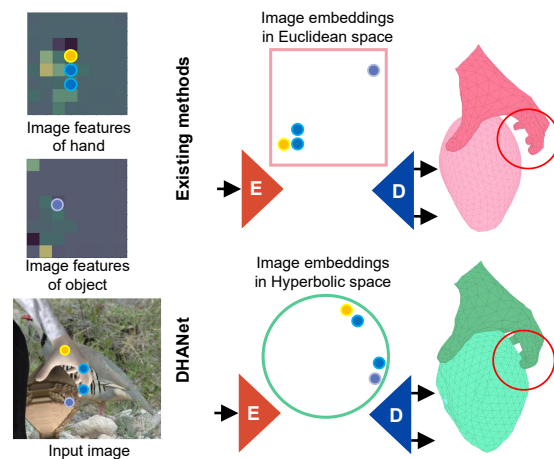 Image features
of hand
Image features
of object
Input image
Existing methods
Image embeddings
in Euclidean space
E
D
DHANet
Image embeddings
in Hyperbolic space
E
D